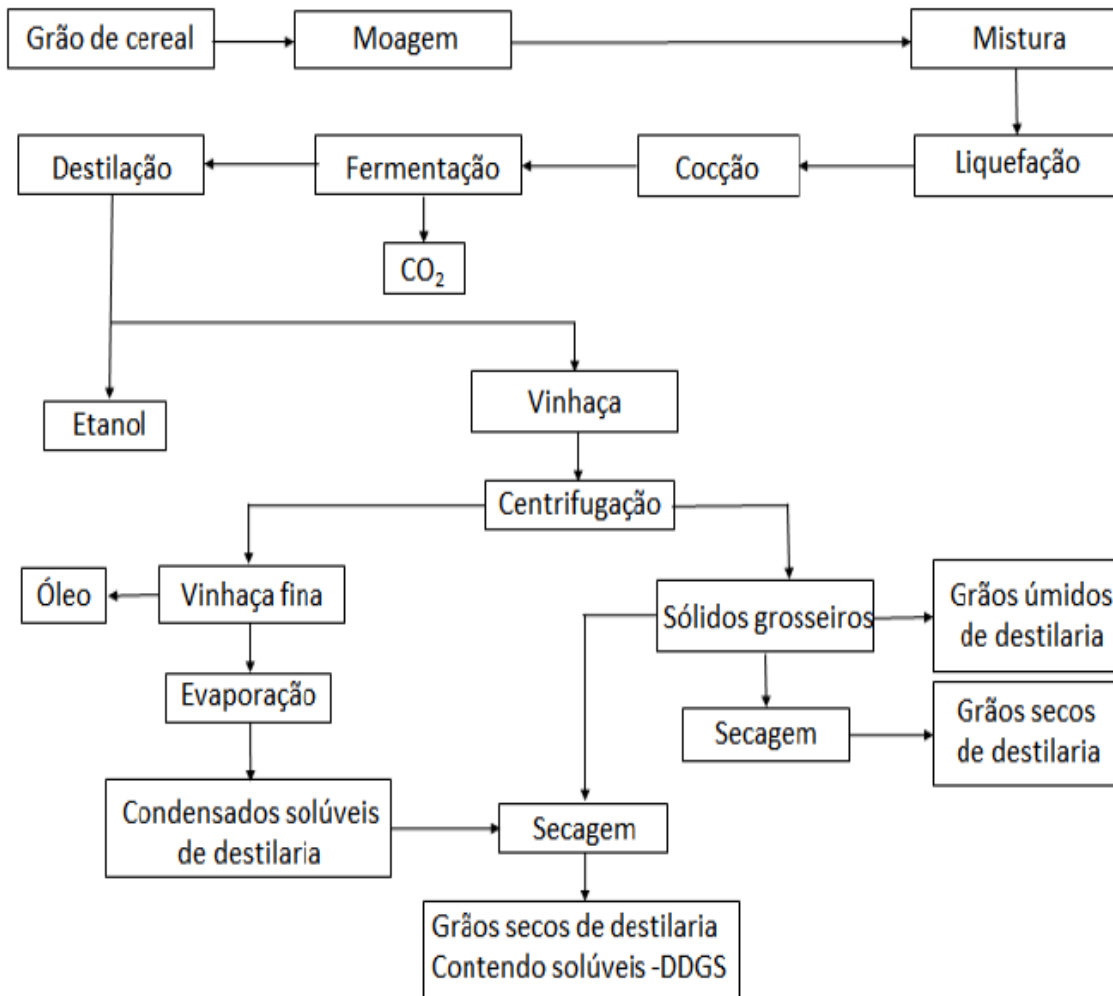 Grão de cereal
Moagem
Mistura
Destilação
Fermentação
Cocção
Liquefação
CO₂
Etanol
Vinhaça
Centrifugação
Óleo
Vinhaça fina
Sólidos grosseiros
Grãos úmidos
de destilaria
Evaporação
Secagem
Grãos secos
de destilaria
Condensados solúveis
de destilaria
Secagem
Grãos secos de destilaria
Contendo solúveis -DDGS